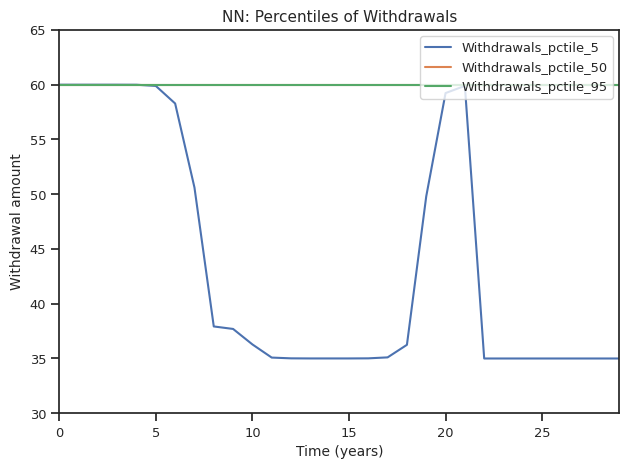 NN: Percentiles of Withdrawals
Withdrawals_pctile_5
Withdrawals_pctile_50
Withdrawals_pctile_95
Withdrawal amount
65
60
55
50
45
40
35
30
0 5 10 15 20 25
Time (years)